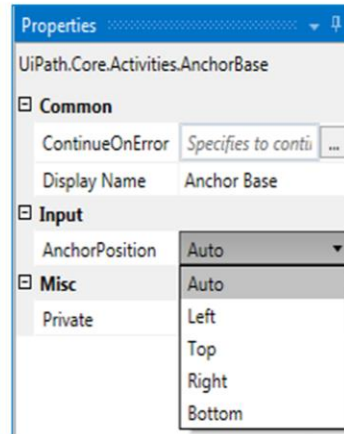 Properties
UiPath.Core.Activities.AnchorBase
Common
ContinueOnError Specifies to conti ...
Display Name Anchor Base
Input
AnchorPosition Auto
Misc Auto
Private Left
Top
Right
Bottom